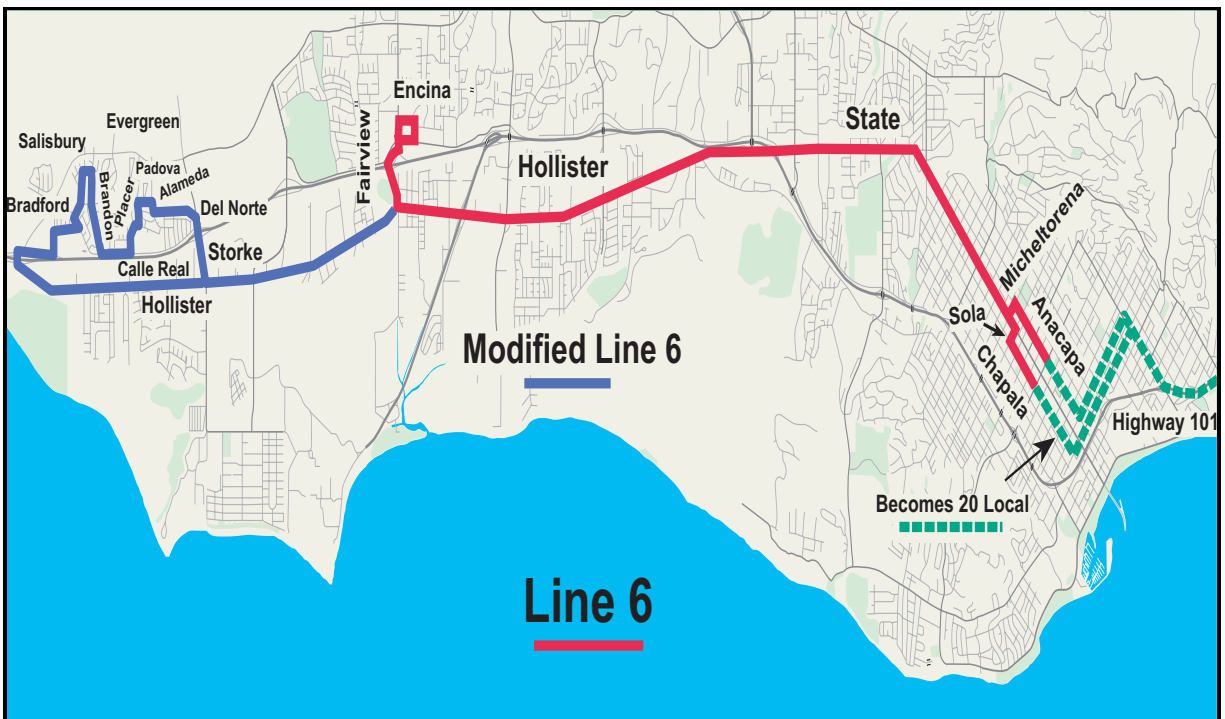 Encina
Fairview
Evergreen
Salisbury
Padova
Alameda
Placer
Brandon
Bradford
Del Norte
Storke
Calle Real
Hollister
Hollister
State
Micheltorena
Sola
Anacapa
Chapala
Highway 101
Modified Line 6
Becomes 20 Local
Line 6